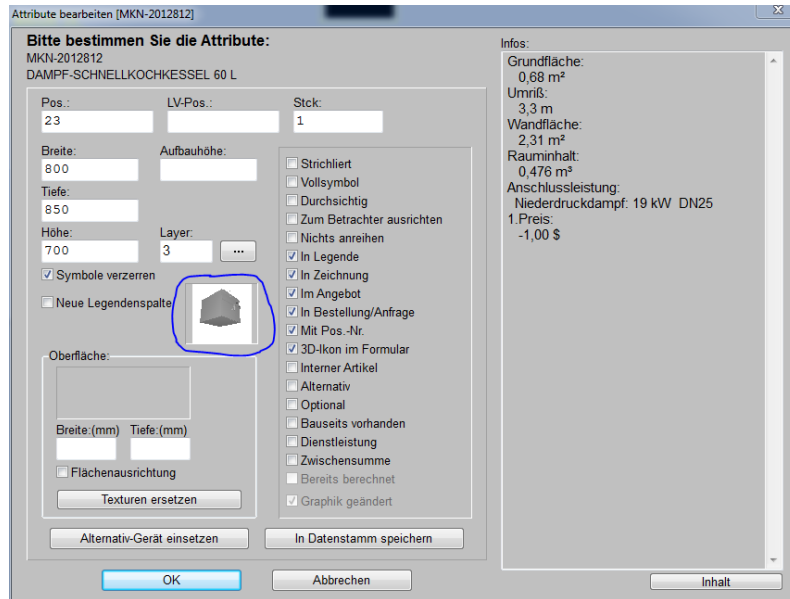 Attribute bearbeiten [MKN-2012812]
Bitte bestimmen Sie die Attribute:
MKN-2012812
DAMPF-SCHNELLKOCHKESSEL 60 L
Pos.: LV-Pos.: Stck:
23 1
Breite: Aufbauhöhe:
800
Tiefe:
850
Höhe: Layer:
700 3 ...
Symbole verzerren
Neue Legendenspalte
Oberfläche:
Breite:(mm) Tiefe:(mm)
Flächenausrichtung
Texturen ersetzen
Strichliert
Vollsymbol
Durchsichtig
Zum Betrachter ausrichten
Nichts anreihen
In Legende
In Zeichnung
Im Angebot
In Bestellung/Anfrage
Mit Pos.-Nr.
3D-Ikon im Formular
Interner Artikel
Alternativ
Optional
Bauseits vorhanden
Dienstleistung
Zwischensumme
Bereits berechnet
Graphik geändert
Alternativ-Gerät einsetzen In Datenstamm speichern
OK Abbrechen
Infos:
Grundfläche:
0,68 m²
Umriß:
3,3 m
Wandfläche:
2,31 m²
Rauminhalt:
0,476 m³
Anschlussleistung:
Niederdruckdampf: 19 kW DN25
1.Preis:
-1,00 $
Inhalt